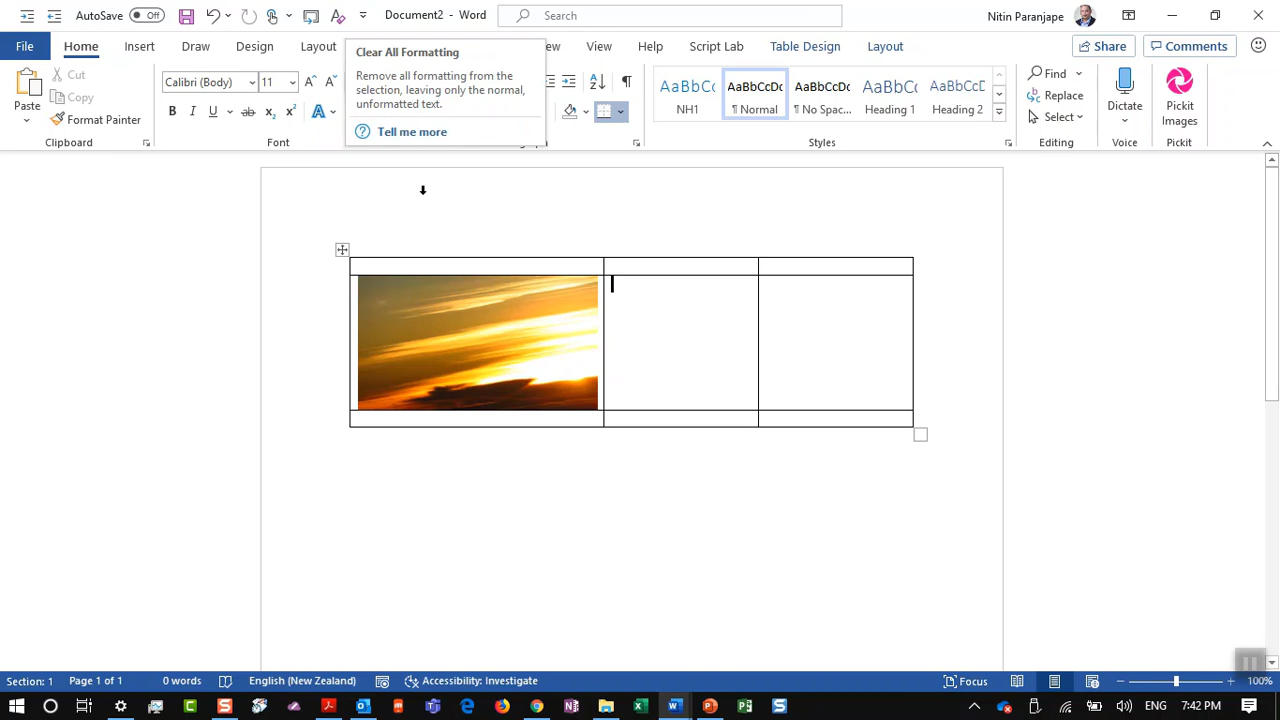 AutoSave Off
Document2 - Word
Search
Nitin Paranjape
File
Home
Insert
Draw
Design
Layout
View
Help
Script Lab
Table Design
Layout
Share
Comments
Clear All Formatting
Remove all formatting from the
selection, leaving only the normal,
unformatted text.
Tell me more
Paste
Cut
Copy
Format Painter
Clipboard
Calibri (Body)
11
Font
AaBbCc
NH1
AaBbCcDc
¶ Normal
AaBbCcDc
¶ No Spac...
AaBbCc
Heading 1
AaBbCcD
Heading 2
Styles
Find
Replace
Select
Editing
Dictate
Voice
Pickit
Images
Pickit
Section: 1
Page 1 of 1
0 words
English (New Zealand)
Accessibility: Investigate
Focus
100%
ENG
7:42 PM